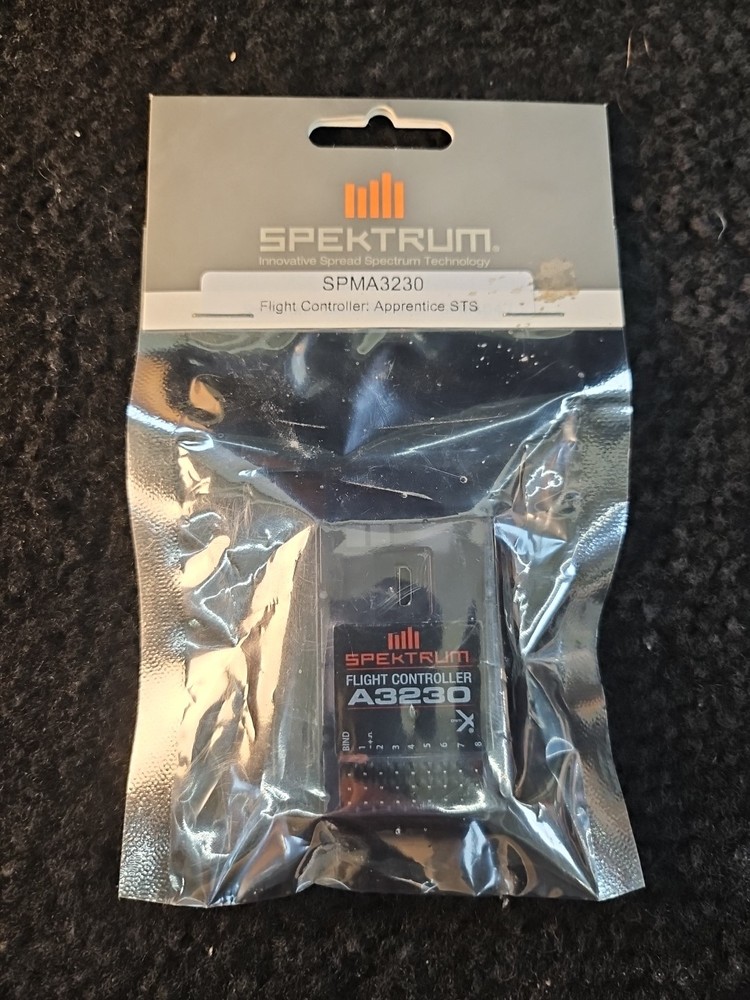 SPEKTRUM®
Innovative Spread Spectrum Technology
SPMA3230
Flight Controller: Apprentice STS
SPEKTRUM
FLIGHT CONTROLLER
A3230
X
BIND 1 2 3 4 5 6 7 8